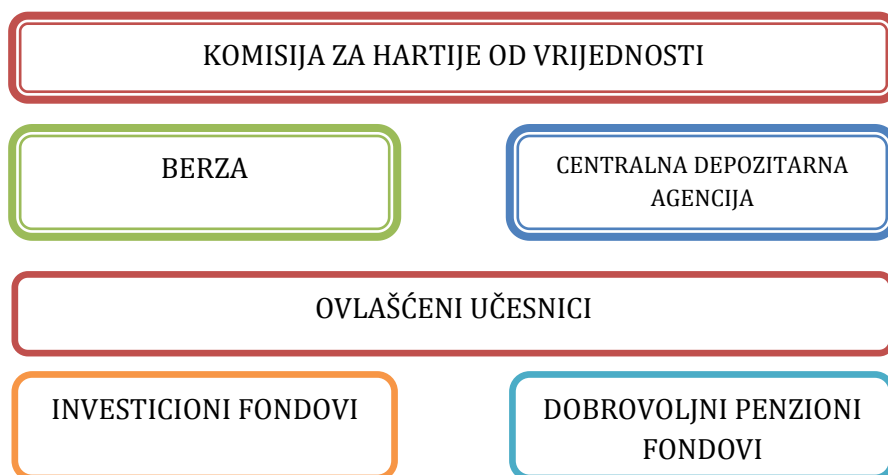 KOMISIJA ZA HARTIJE OD VRIJEDNOSTI
BERZA
CENTRALNA DEPOZITARNA
AGENCIJA
OVLAŠĆENI UČESNICI
INVESTICIONI FONDOVI
DOBROVOLJNI PENZIONI
FONDOVI